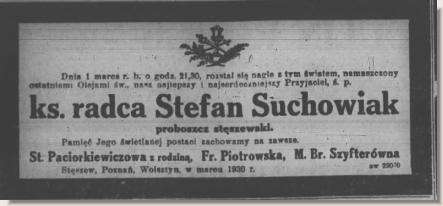 Dnia 1 marca r. b. o godz. 21,30, rozstał się nagle z tym światem, namaszczony
ostatniemi Olejami św., nasz najlepszy i najserdeczniejszy Przyjaciel, ś. p.
ks. radca Stefan Suchowiak
proboszcz stęszewski.
Pamięć Jego świetlanej postaci zachowamy na zawsze.
St. Paciorkiewiczowa z rodziną, Fr. Piotrowska, M. Br. Szyfterówna
Stęszew, Poznań, Wolsztyn, w marcu 1930 r.